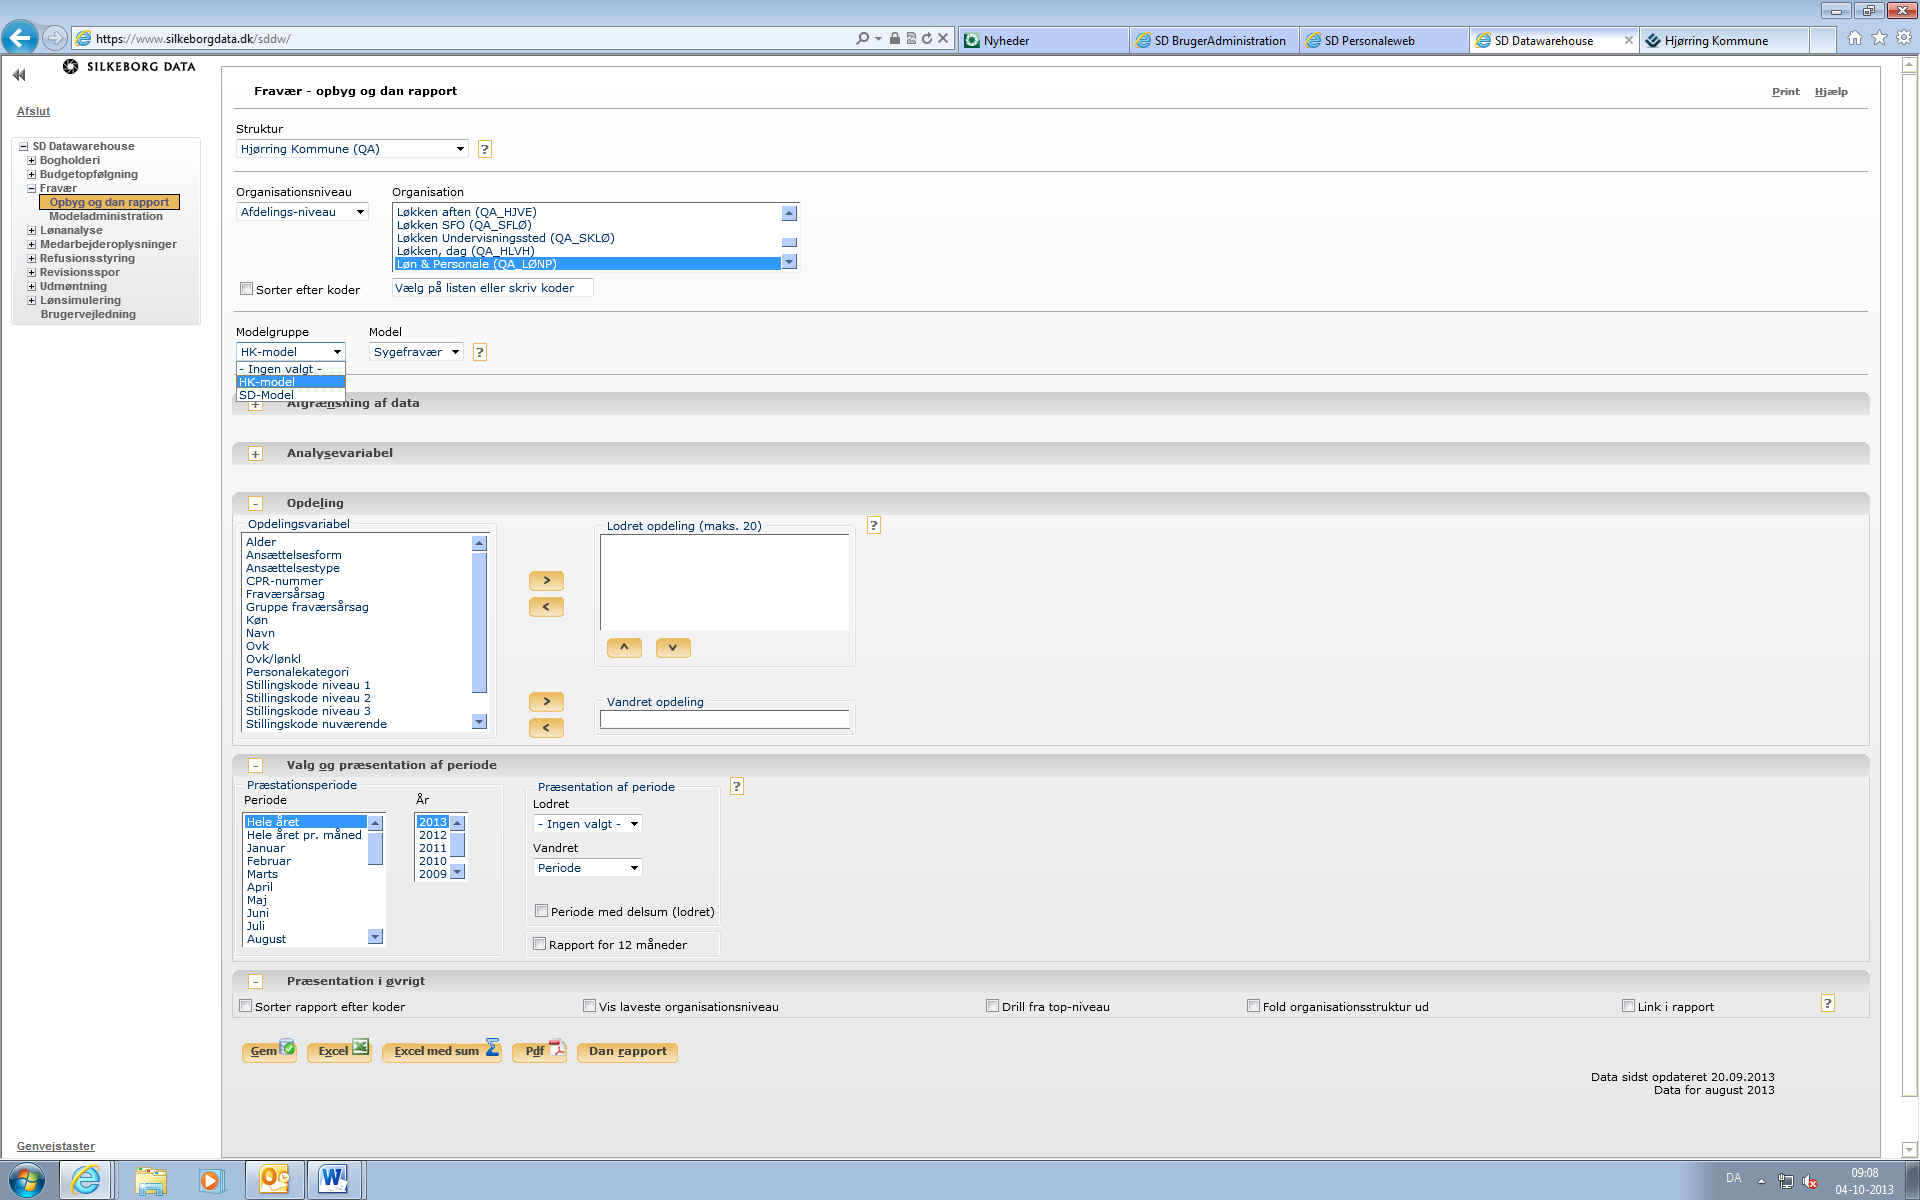 https://www.silkeborgdata.dk/sddw/
Nyheder
SD BrugerAdministration
SD Personaleweb
SD Datawarehouse
Hjørring Kommune
SILKEBORG DATA
Afslut
SD Datawarehouse
Bogholderi
Budgetopfølgning
Fravær
Opbyg og dan rapport
Modeladministration
Lønanalyse
Medarbejderoplysninger
Refusionsstyring
Revisionsspor
Udmøntning
Lønsimulering
Brugervejledning
Genvejstaster
Fravær - opbyg og dan rapport
Print Hjælp
Struktur
Hjørring Kommune (QA) ?
Organisationsniveau Organisation
Afdelings-niveau
Løkken aften (QA_HJVE)
Løkken SFO (QA_SFLØ)
Løkken Undervisningssted (QA_SKLØ)
Løkken, dag (QA_HLVH)
Løn & Personale (QA_LØNP)
Sorter efter koder
Vælg på listen eller skriv koder
Modelgruppe Model
HK-model Sygefravær ?
- Ingen valgt -
HK-model
SD-Model
+ Afgrænsning af data
+ Analysevariabel
- Opdeling
Opdelingsvariabel
Alder
Ansættelsesform
Ansættelsestype
CPR-nummer
Fraværsårsag
Gruppe fraværsårsag
Køn
Navn
Ovk
Ovk/lønkl
Personalekategori
Stillingskode niveau 1
Stillingskode niveau 2
Stillingskode niveau 3
Stillingskode nuværende
>
<
>
<
Lodret opdeling (maks. 20) ?
^ v
Vandret opdeling
- Valg og præsentation af periode
Præstationsperiode
Periode År
Hele året
Hele året pr. måned
Januar
Februar
Marts
April
Maj
Juni
Juli
August
2013
2012
2011
2010
2009
Præsentation af periode ?
Lodret
- Ingen valgt -
Vandret
Periode
Periode med delsum (lodret)
Rapport for 12 måneder
- Præsentation i øvrigt
Sorter rapport efter koder Vis laveste organisationsniveau Drill fra top-niveau Fold organisationsstruktur ud Link i rapport ?
Gem Excel Excel med sum Pdf Dan rapport
Data sidst opdateret 20.09.2013
Data for august 2013
DA
09:08
04-10-2013